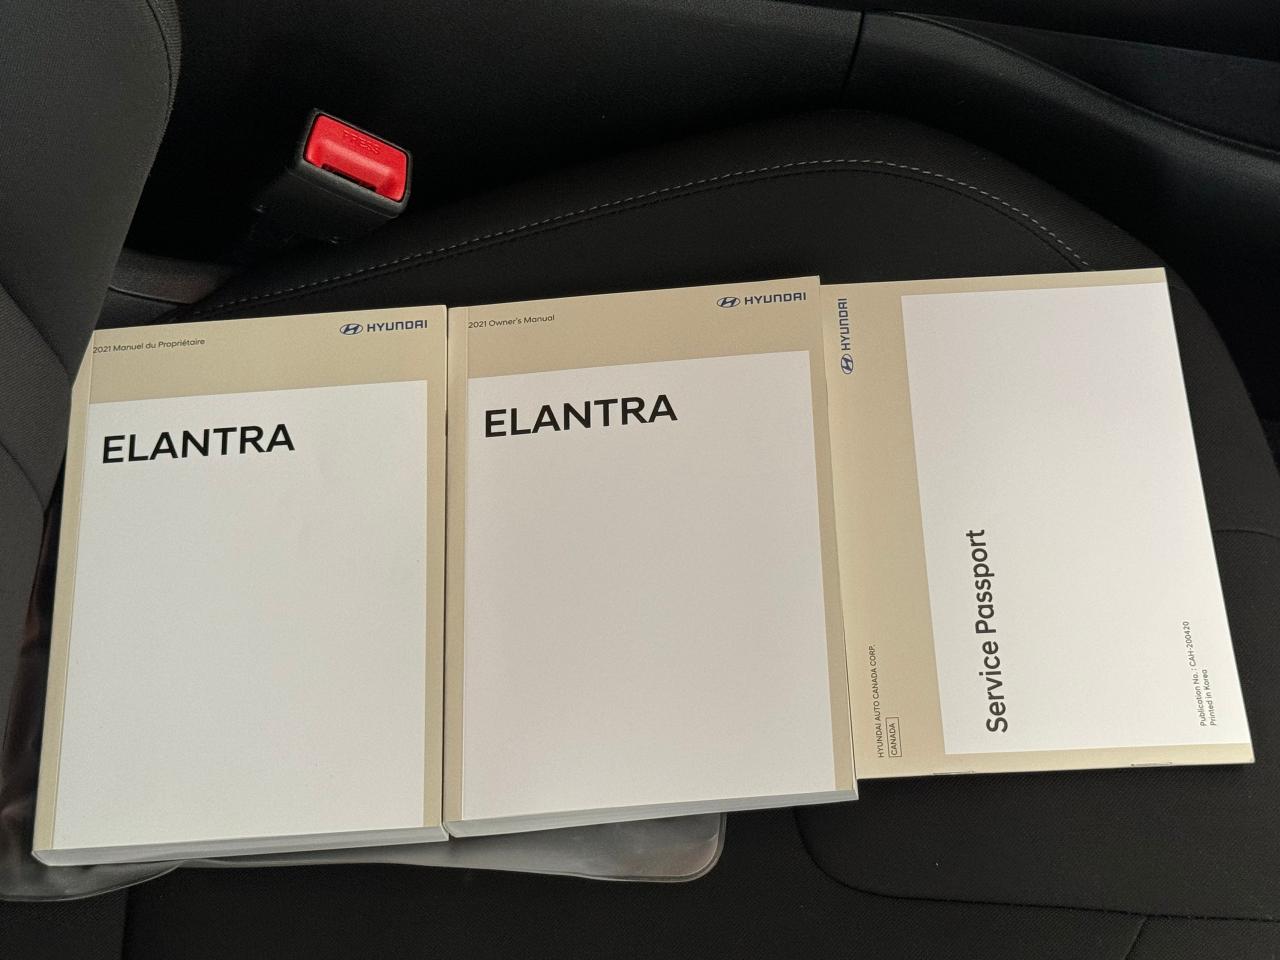 PRESS
2021 Manuel du Propriétaire
HYUNDAI
ELANTRA
2021 Owner's Manual
HYUNDAI
ELANTRA
HYUNDAI
Service Passport
HYUNDAI AUTO CANADA CORP.
CANADA
Publication No. : CAH-200420
Printed in Korea